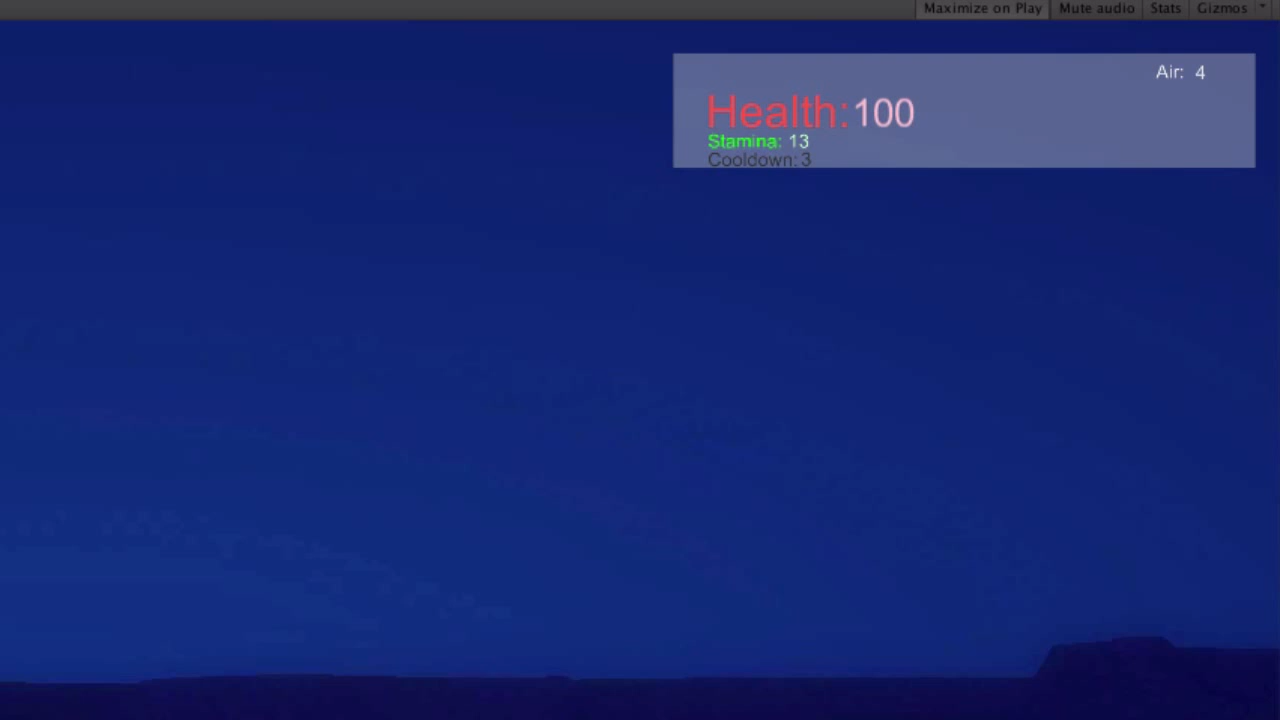 Maximize on Play Mute audio Stats Gizmos
Air: 4
Health: 100
Stamina: 13
Cooldown: 3